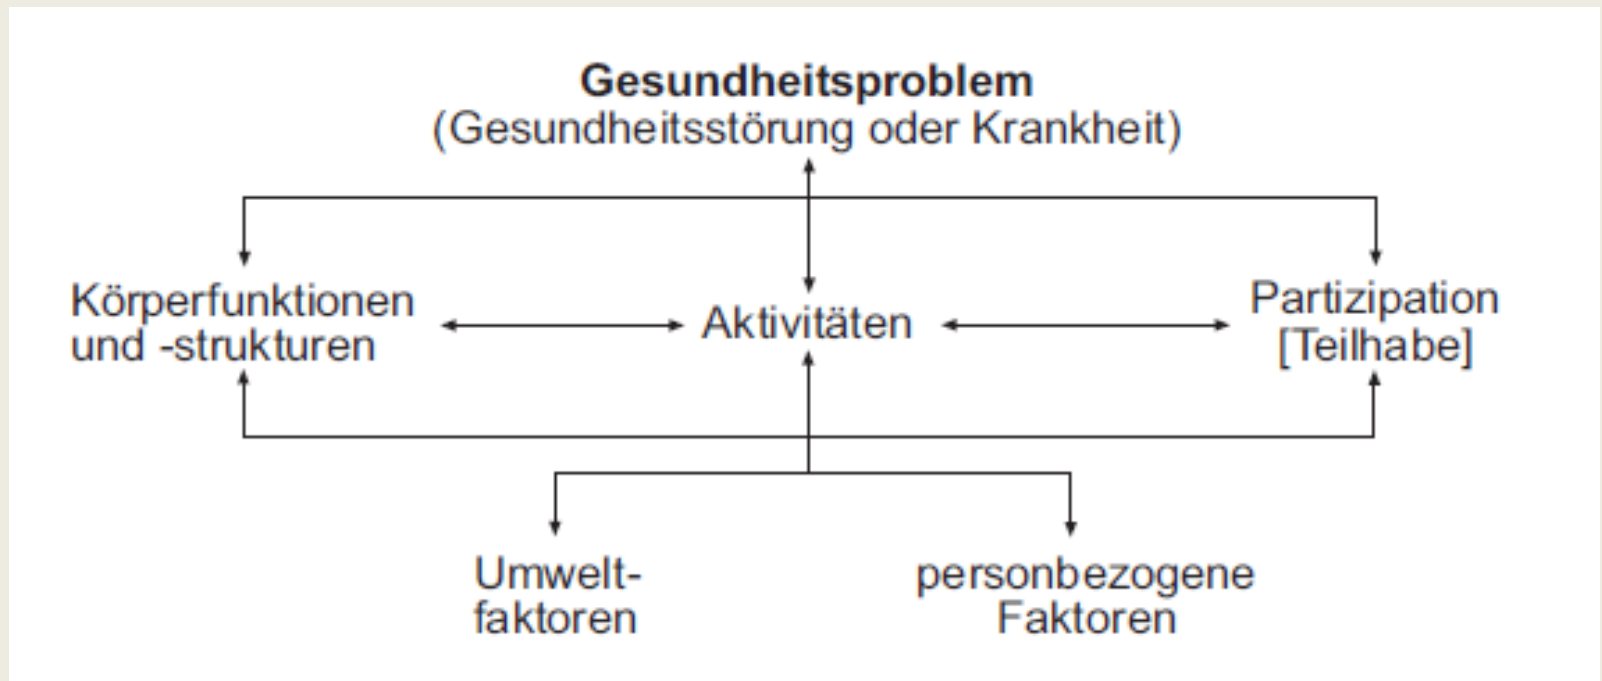 Gesundheitsproblem
(Gesundheitsstörung oder Krankheit)
Körperfunktionen
und -strukturen
Aktivitäten
Partizipation
[Teilhabe]
Umwelt-
faktoren
personbezogene
Faktoren